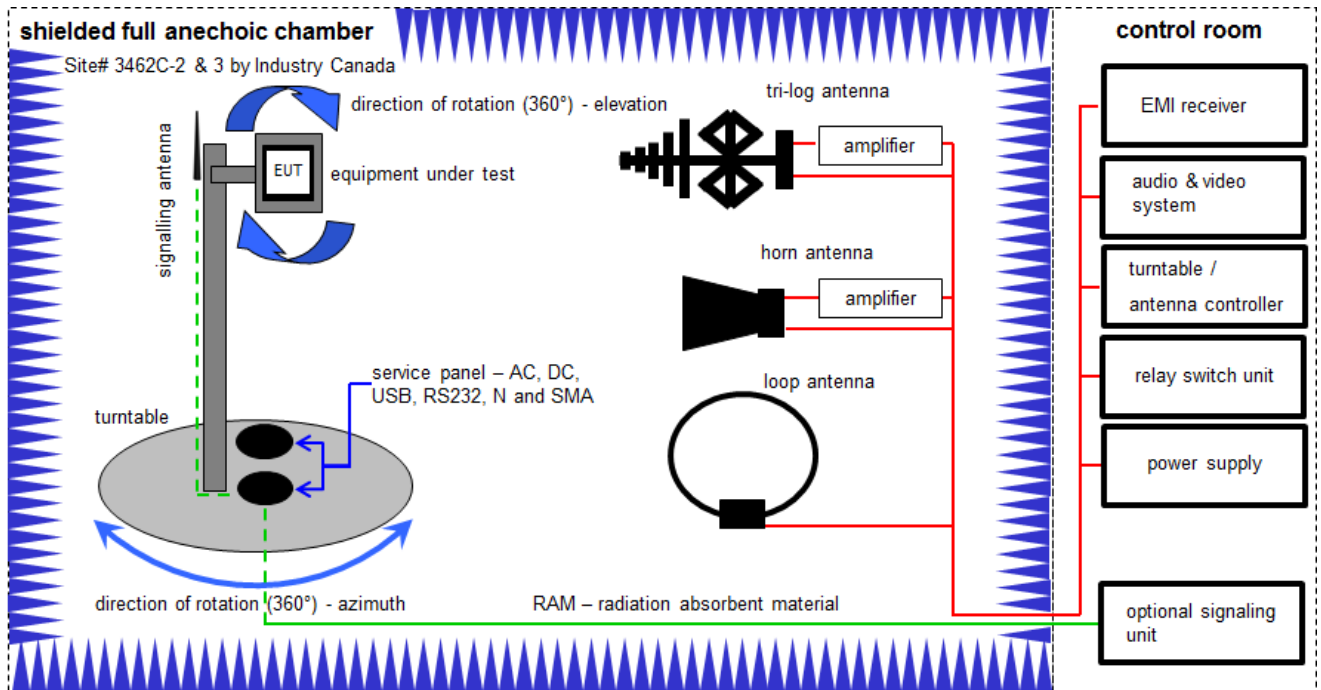 shielded full anechoic chamber
Site# 3462C-2 & 3 by Industry Canada
direction of rotation (360°) - elevation
signalling antenna
EUT
equipment under test
tri-log antenna
amplifier
horn antenna
amplifier
service panel – AC, DC,
USB, RS232, N and SMA
loop antenna
turntable
direction of rotation (360°) - azimuth
RAM – radiation absorbent material
control room
EMI receiver
audio & video
system
turntable /
antenna controller
relay switch unit
power supply
optional signaling
unit